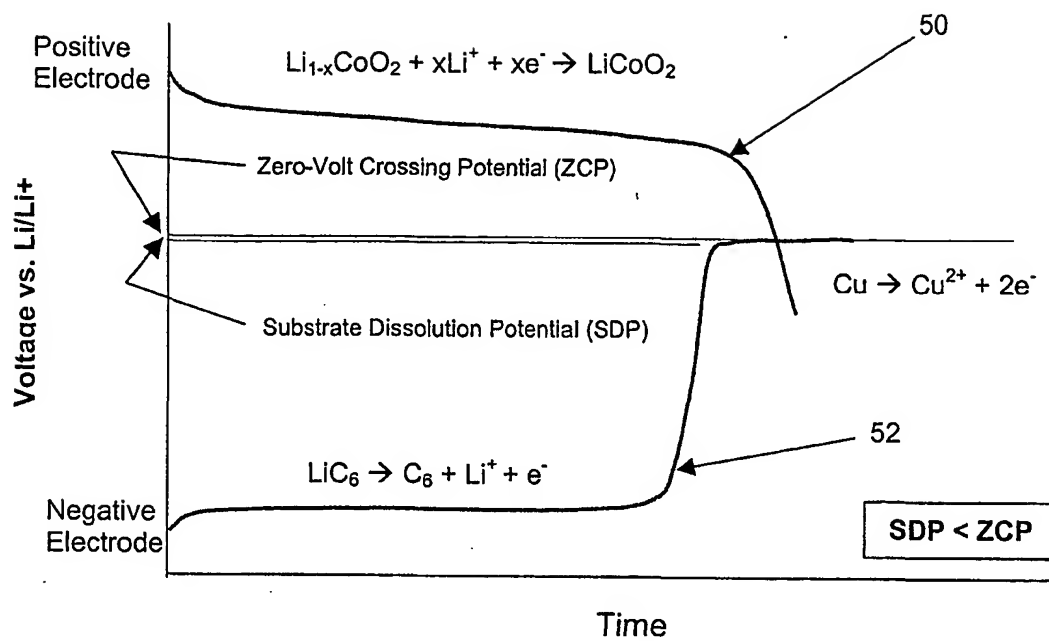 50
Positive
Electrode
Li₁₋ₓCoO₂ + xLi⁺ + xe⁻ → LiCoO₂
Zero-Volt Crossing Potential (ZCP)
Voltage vs. Li/Li+
Cu → Cu²⁺ + 2e⁻
Substrate Dissolution Potential (SDP)
52
LiC₆ → C₆ + Li⁺ + e⁻
Negative
Electrode
SDP < ZCP
Time